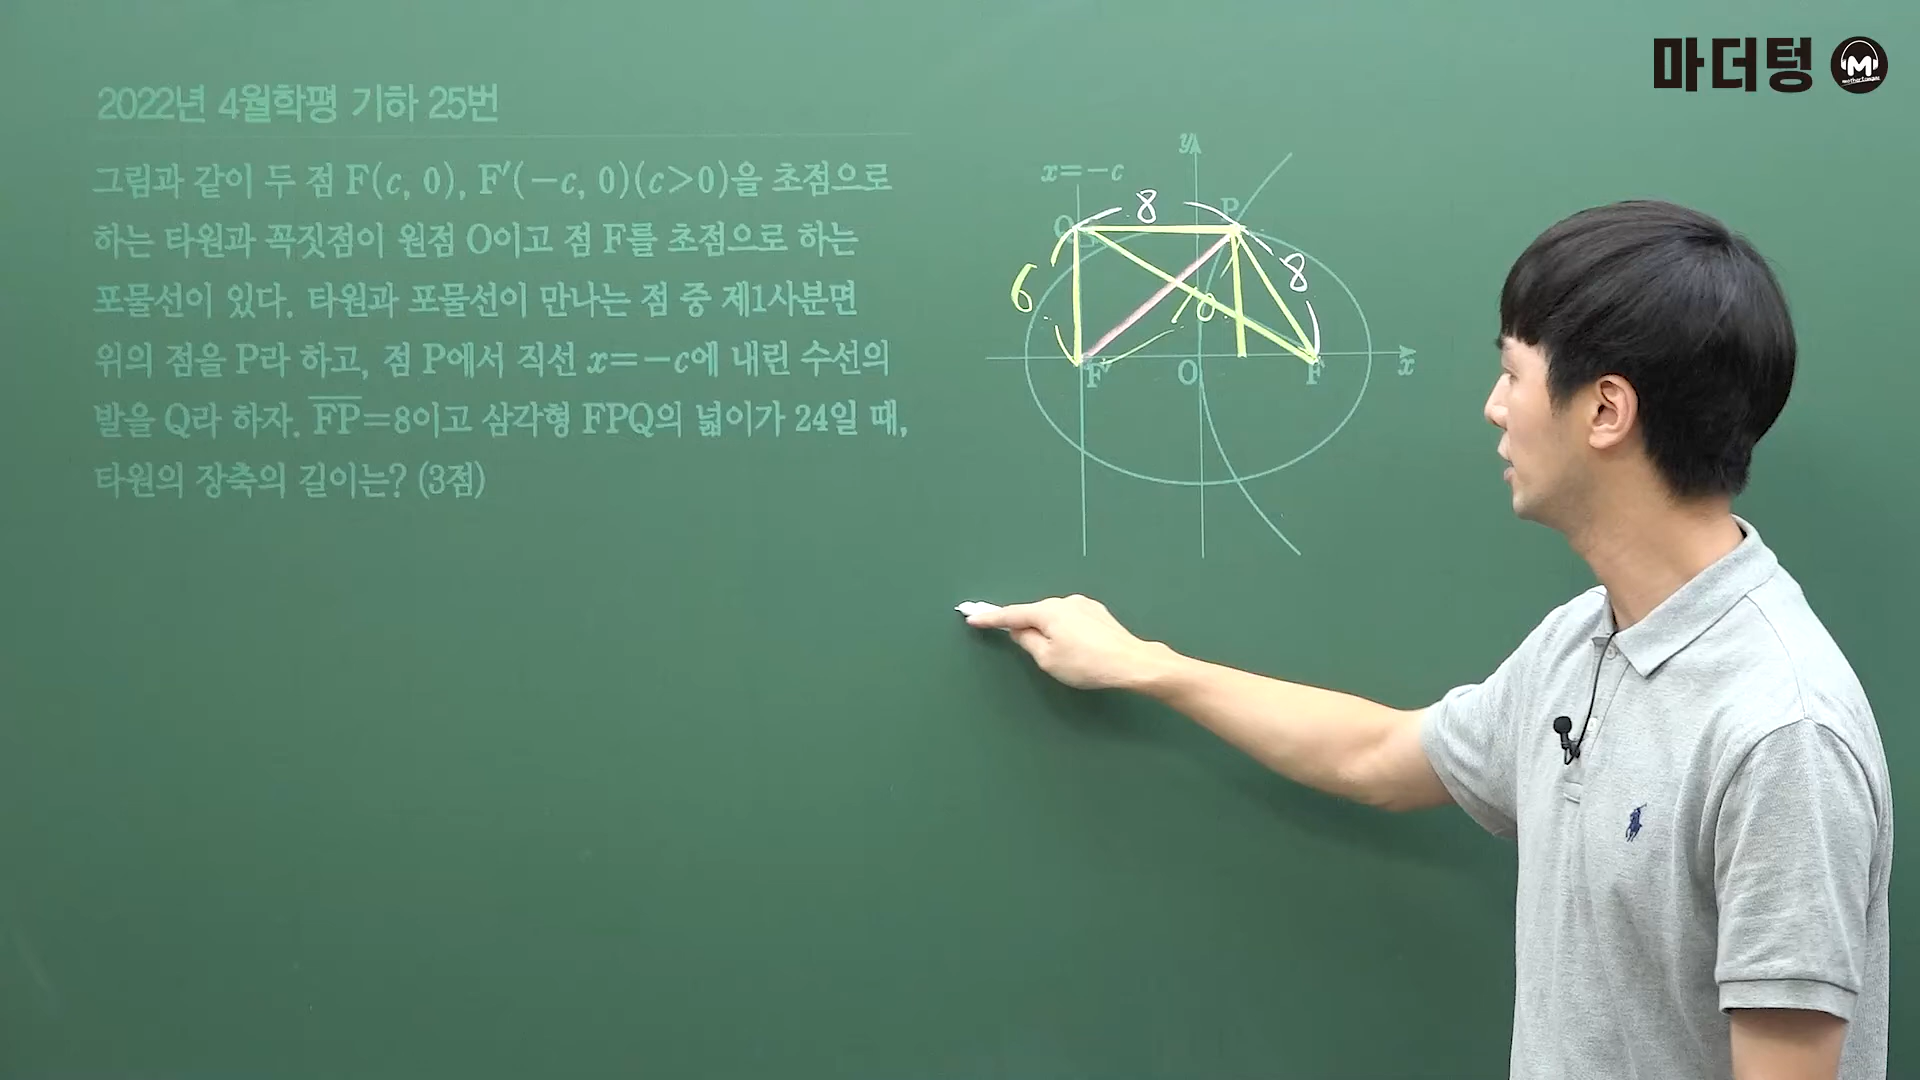 마더텅
M
2022년 4월학평 기하 25번
그림과 같이 두 점 F(c, 0), F′(−c, 0)(c>0)을 초점으로
하는 타원과 꼭짓점이 원점 O이고 점 F를 초점으로 하는
포물선이 있다. 타원과 포물선이 만나는 점 중 제1사분면
위의 점을 P라 하고, 점 P에서 직선 x=−c에 내린 수선의
발을 Q라 하자. F̅P̅=8이고 삼각형 FPQ의 넓이가 24일 때,
타원의 장축의 길이는? (3점)
y
x=−c
8
Q
P
8
6
F′
O
F
x